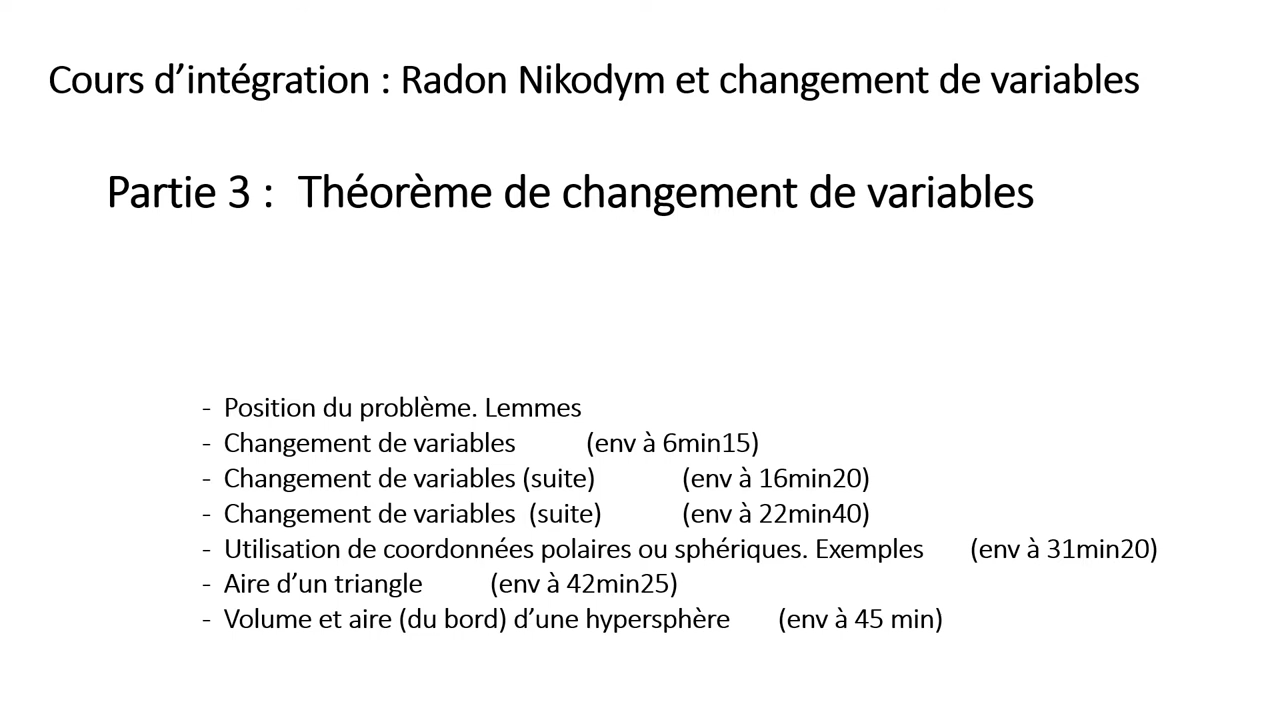 Cours d’intégration : Radon Nikodym et changement de variables
Partie 3 : Théorème de changement de variables
- Position du problème. Lemmes
- Changement de variables (env à 6min15)
- Changement de variables (suite) (env à 16min20)
- Changement de variables (suite) (env à 22min40)
- Utilisation de coordonnées polaires ou sphériques. Exemples (env à 31min20)
- Aire d’un triangle (env à 42min25)
- Volume et aire (du bord) d’une hypersphère (env à 45 min)